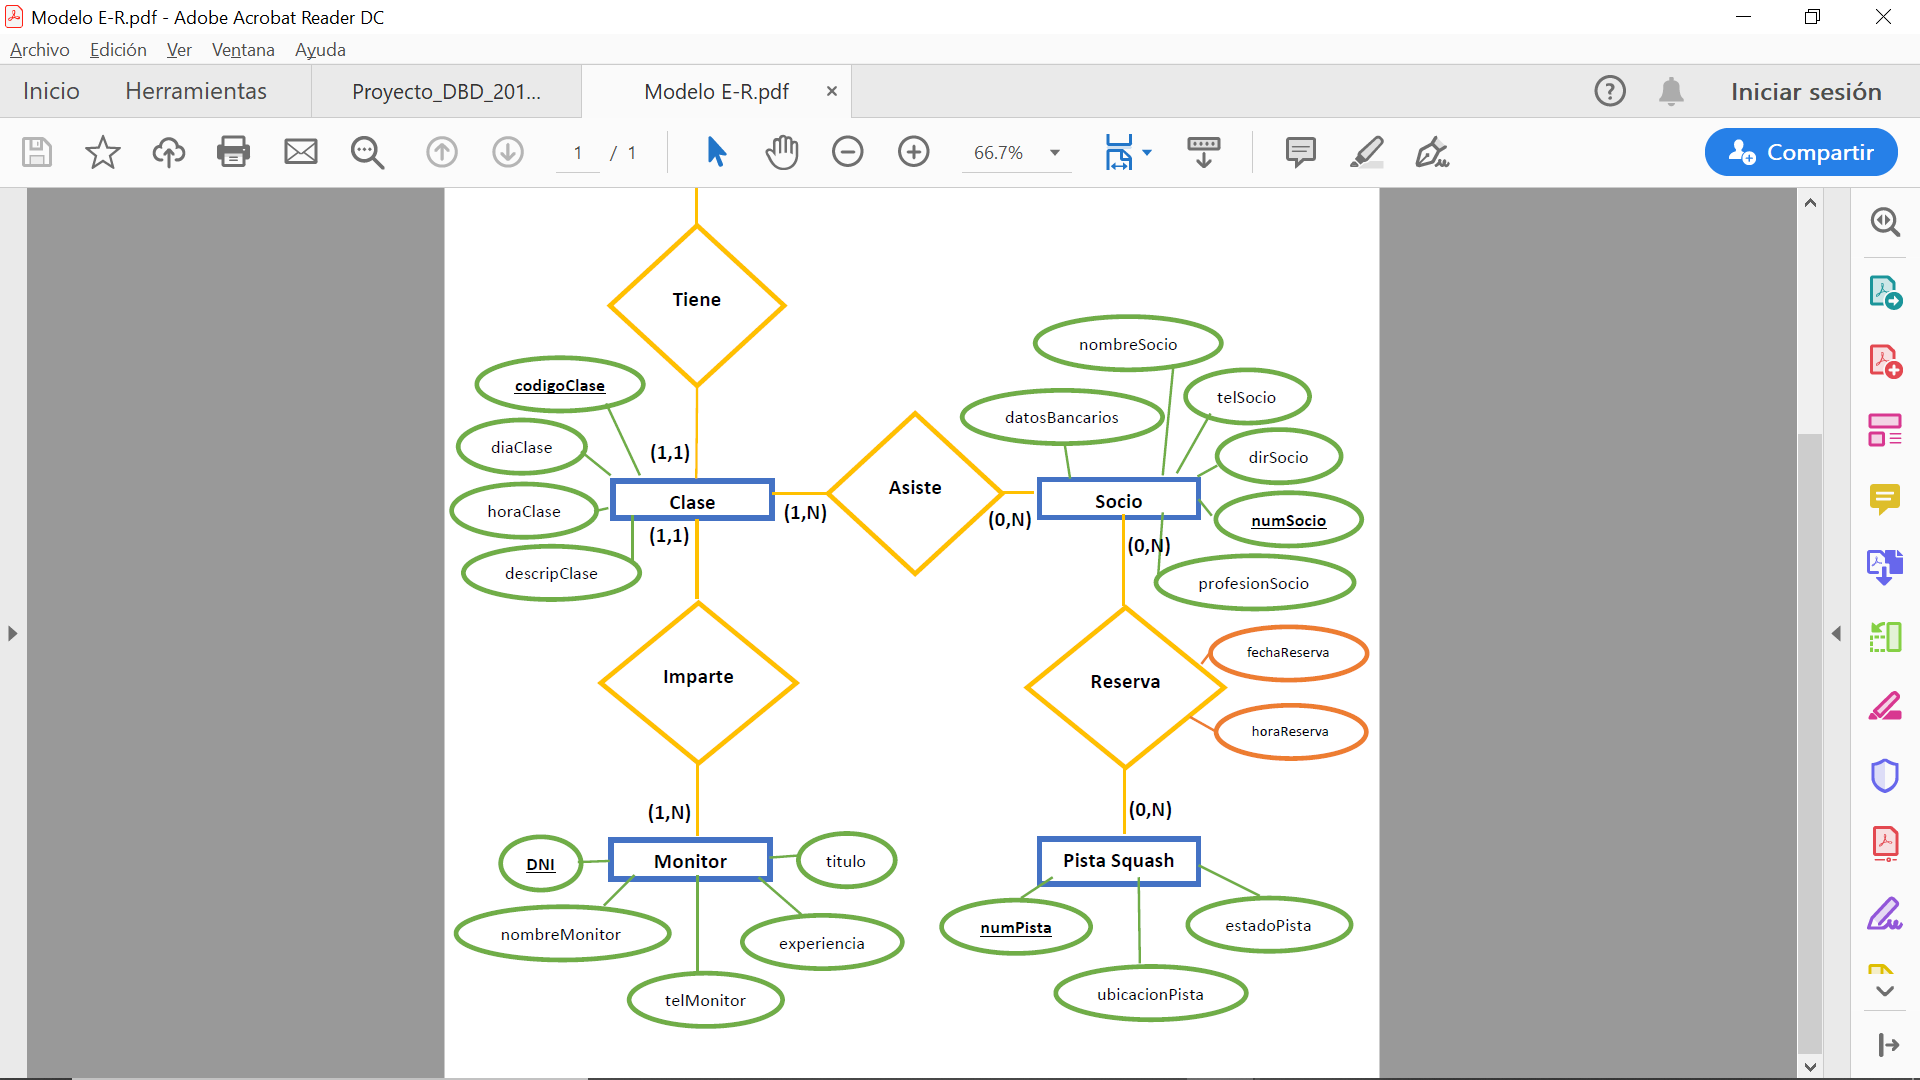 Modelo E-R.pdf - Adobe Acrobat Reader DC
Archivo Edición Ver Ventana Ayuda
Inicio Herramientas Proyecto_DBD_201... Modelo E-R.pdf × Iniciar sesión
1 / 1 66.7% Compartir
Tiene
nombreSocio
codigoClase
telSocio
datosBancarios
diaClase
(1,1)
dirSocio
Asiste
Clase
Socio
horaClase
(1,N)
(0,N)
numSocio
(1,1)
(0,N)
descripClase
profesionSocio
fechaReserva
Imparte
Reserva
horaReserva
(1,N)
(0,N)
DNI
Monitor
titulo
Pista Squash
nombreMonitor
experiencia
numPista
estadoPista
telMonitor
ubicacionPista